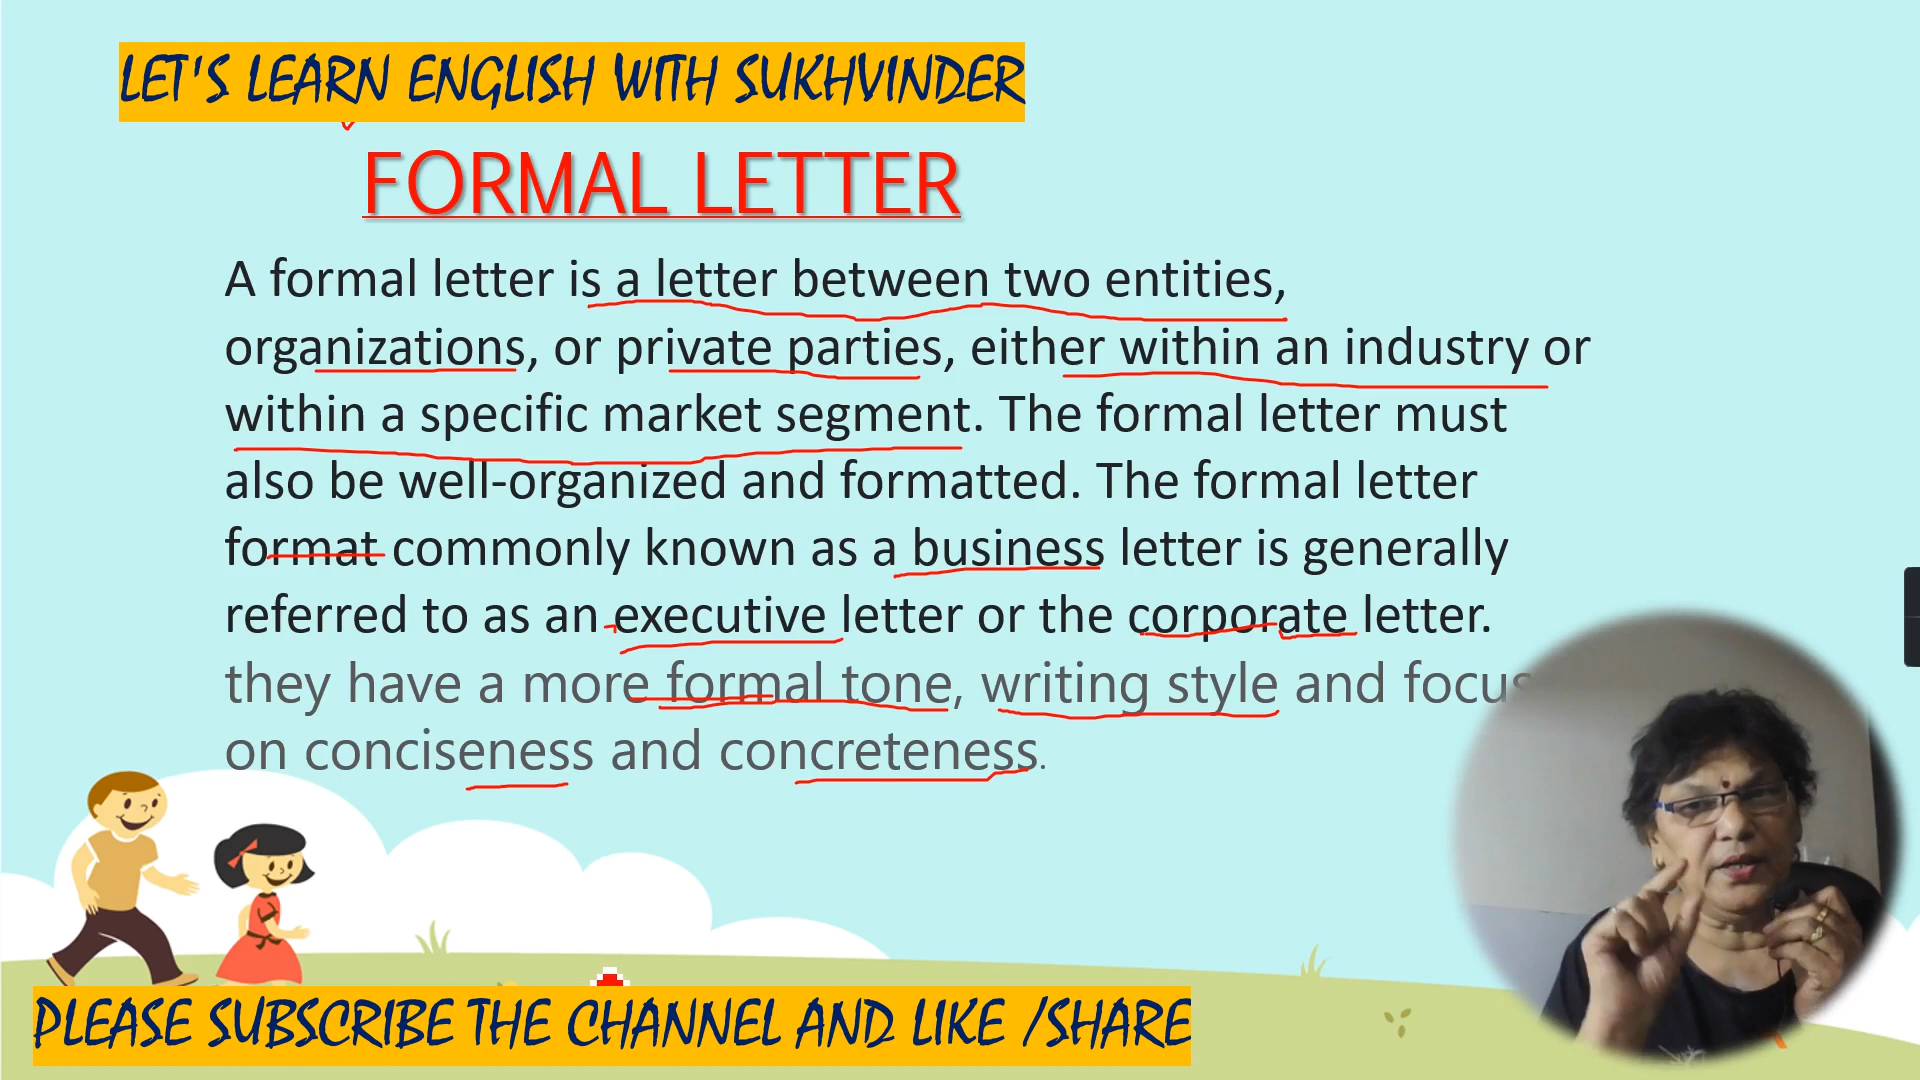 LET'S LEARN ENGLISH WITH SUKHVINDER
FORMAL LETTER
A formal letter is a letter between two entities,
organizations, or private parties, either within an industry or
within a specific market segment. The formal letter must
also be well-organized and formatted. The formal letter
format commonly known as a business letter is generally
referred to as an executive letter or the corporate letter.
they have a more formal tone, writing style and focus
on conciseness and concreteness.
PLEASE SUBSCRIBE THE CHANNEL AND LIKE /SHARE